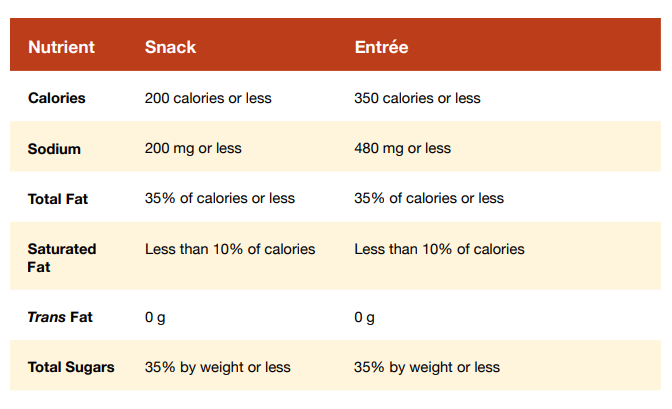 Nutrient Snack Entrée
Calories 200 calories or less 350 calories or less
Sodium 200 mg or less 480 mg or less
Total Fat 35% of calories or less 35% of calories or less
Saturated Less than 10% of calories Less than 10% of calories
Fat
Trans Fat 0 g 0 g
Total Sugars 35% by weight or less 35% by weight or less